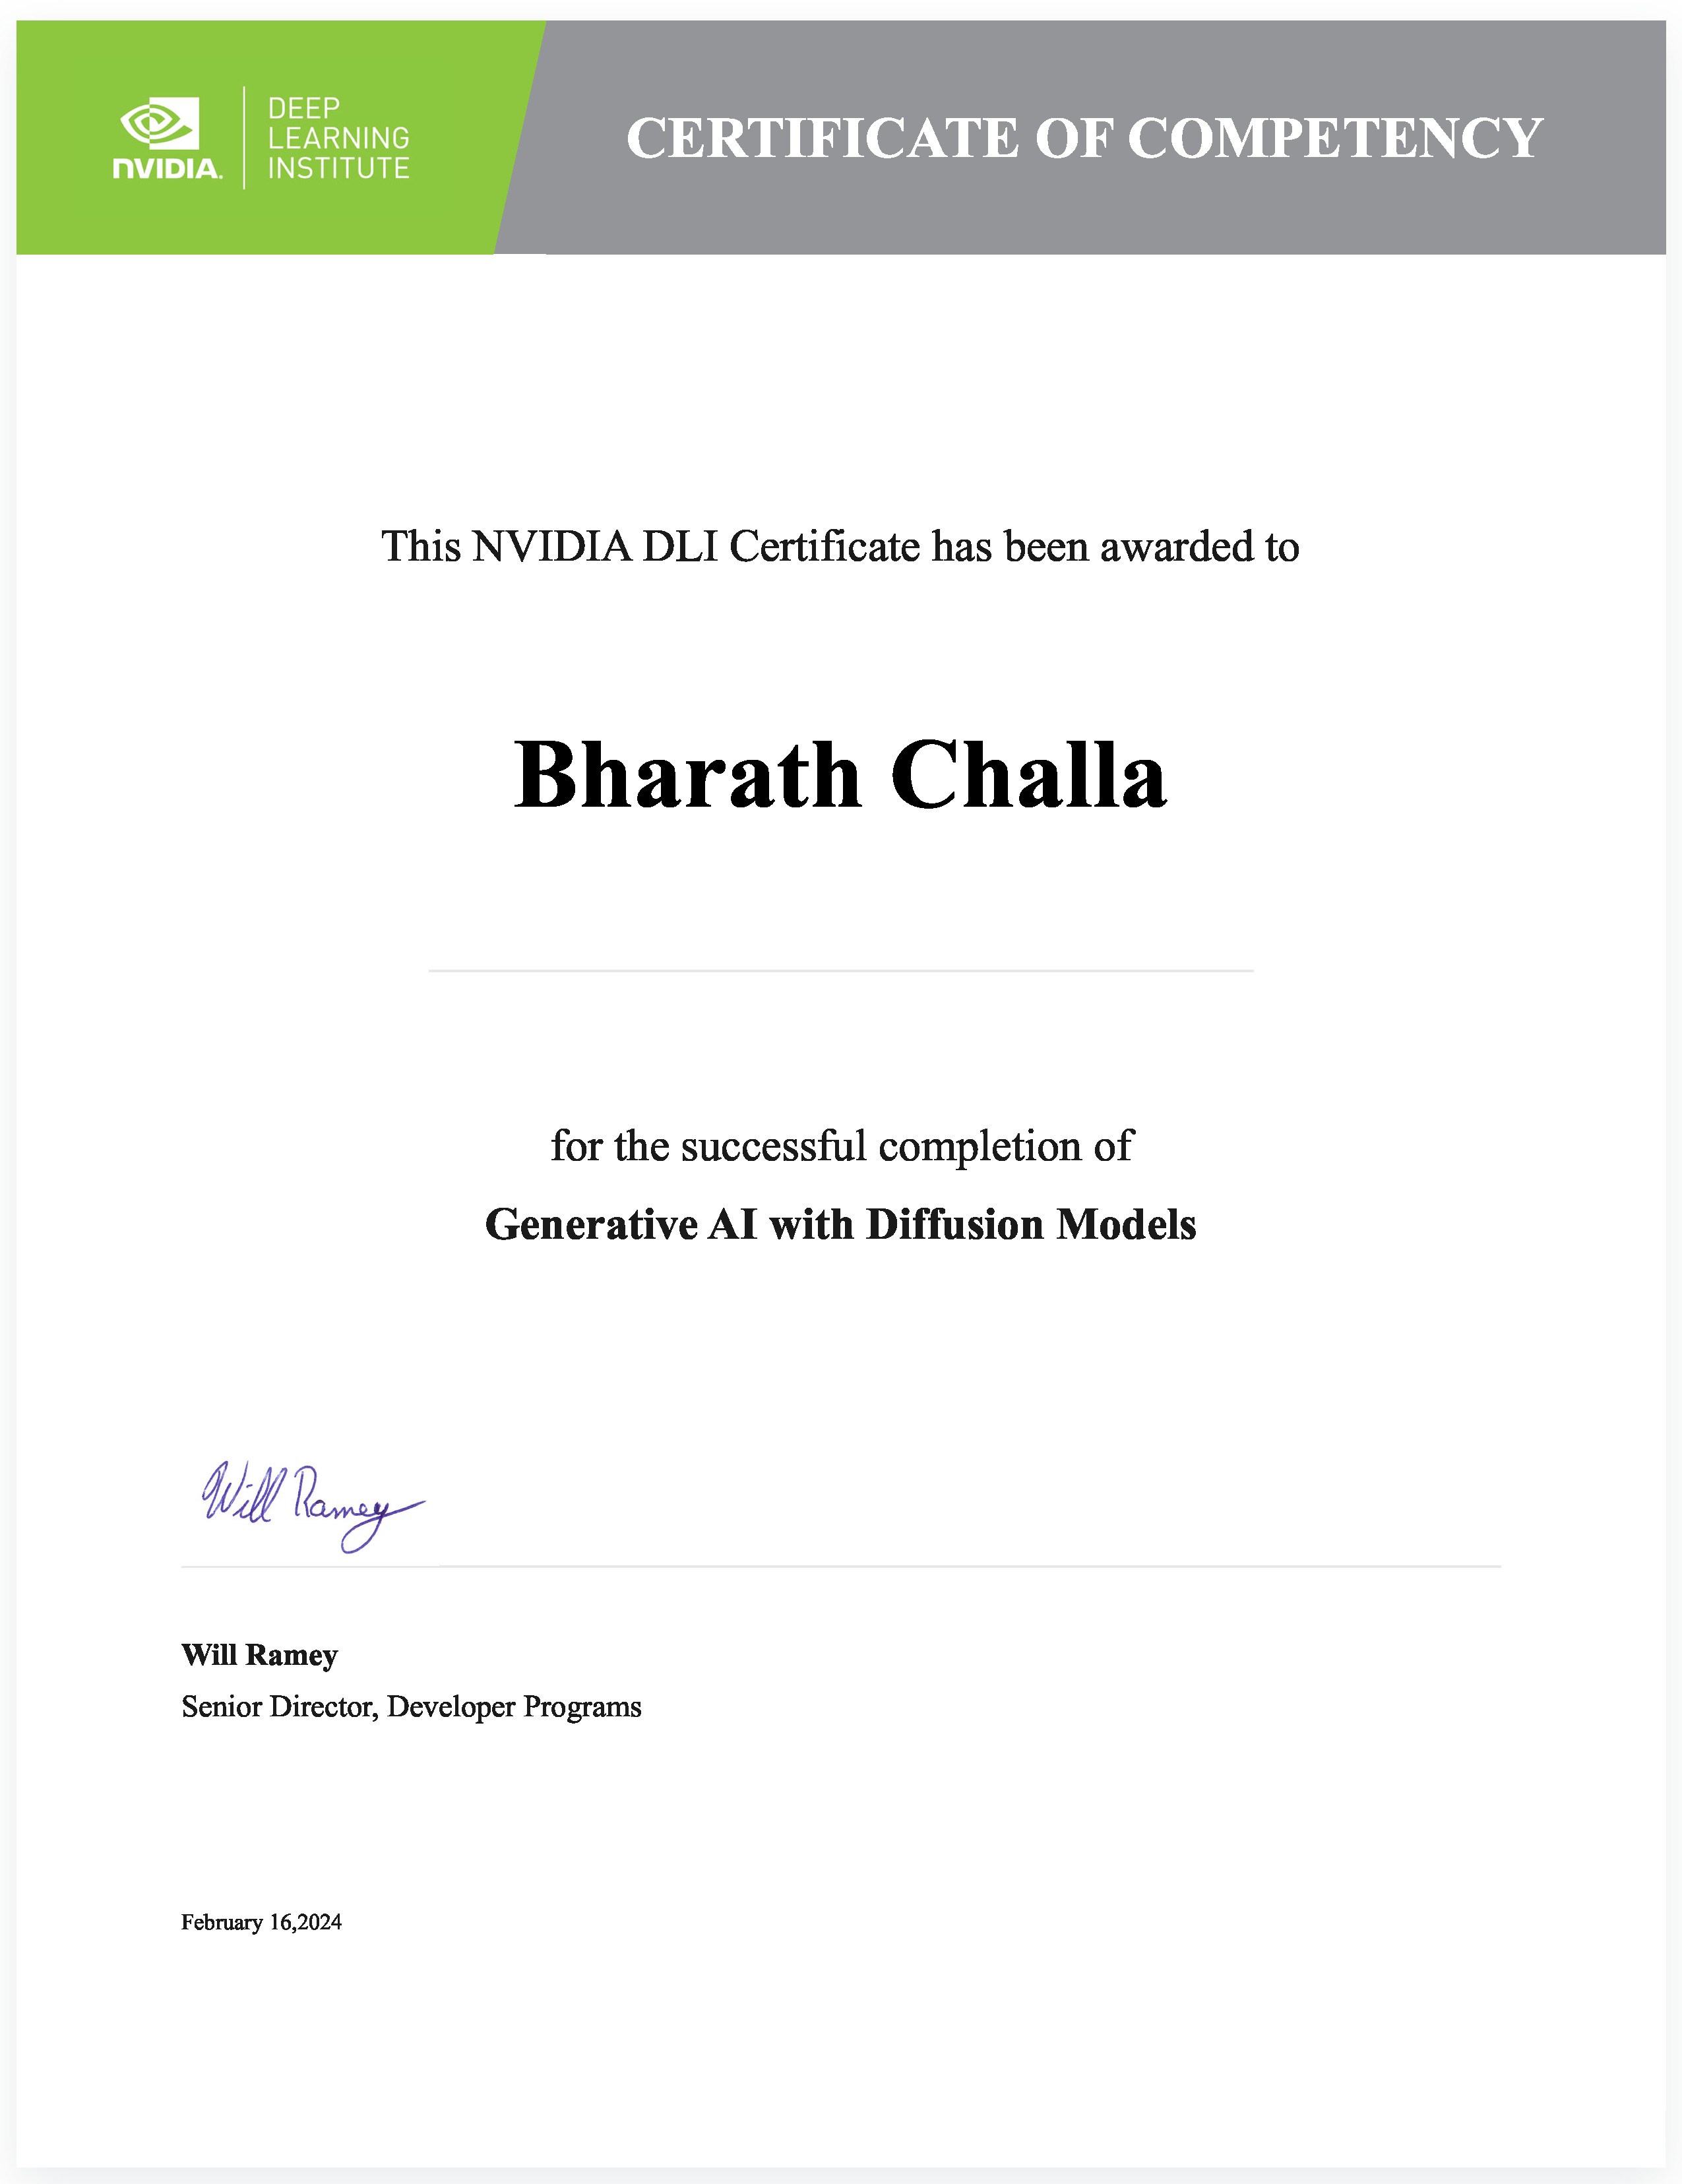 NVIDIA.
DEEP
LEARNING
INSTITUTE
CERTIFICATE OF COMPETENCY
This NVIDIA DLI Certificate has been awarded to
Bharath Challa
for the successful completion of
Generative AI with Diffusion Models
Will Ramey
Will Ramey
Senior Director, Developer Programs
February 16,2024